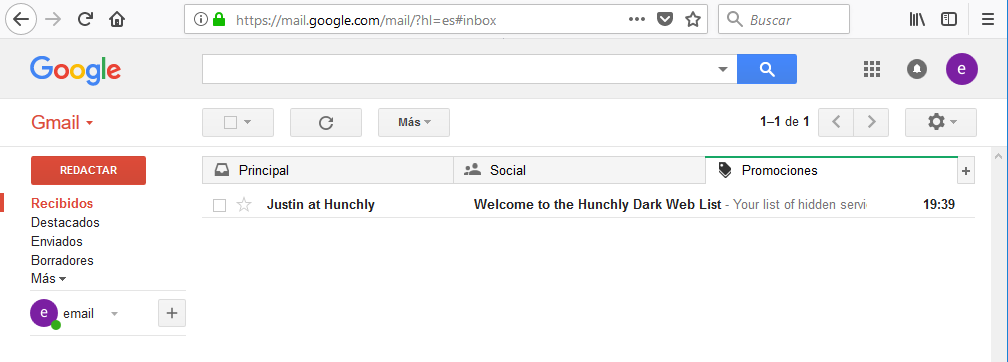 https://mail.google.com/mail/?hl=es#inbox
Buscar
Google
e
Gmail
Más
1–1 de 1
REDACTAR
Principal
Social
Promociones
Recibidos
Justin at Hunchly
Welcome to the Hunchly Dark Web List - Your list of hidden servi
19:39
Destacados
Enviados
Borradores
Más
e
email